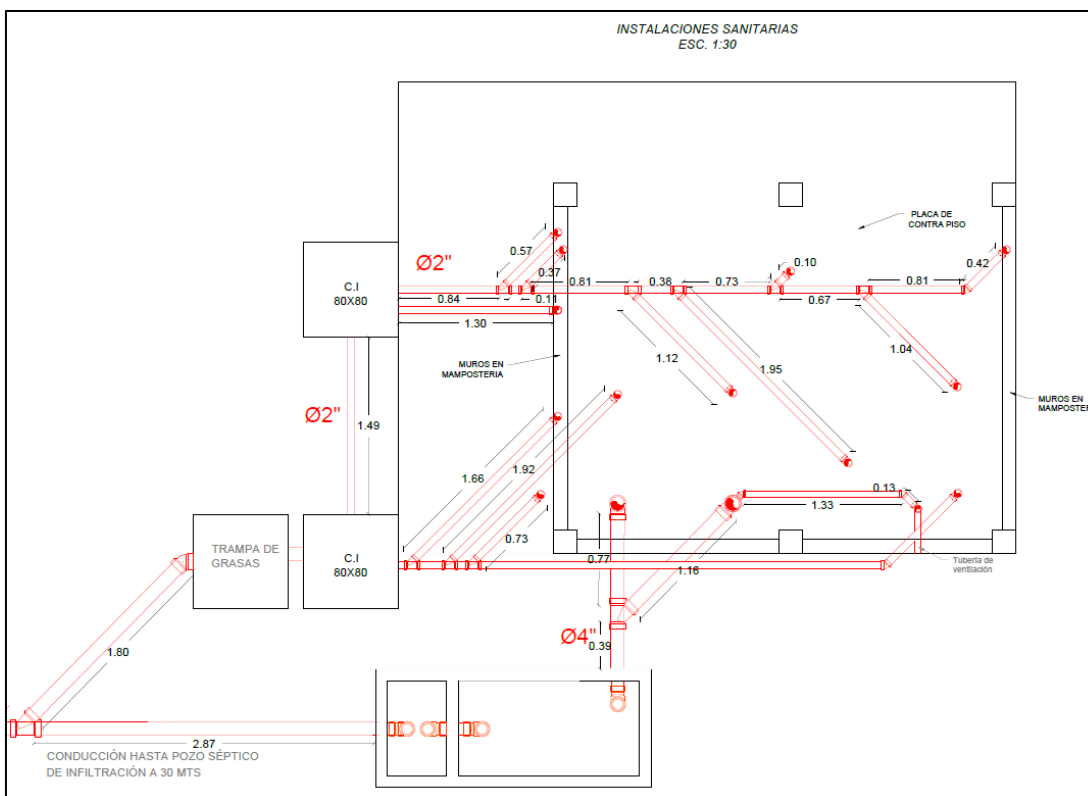 INSTALACIONES SANITARIAS
ESC. 1:30
PLACA DE
CONTRA PISO
0.57
Ø2"
0.37
0.81
0.38
0.73
0.10
0.81
0.42
C.I
80X80
0.84
0.11
0.67
1.30
MUROS EN
MAMPOSTERIA
1.12
1.95
1.04
MUROS EN
MAMPOSTER
Ø2"
1.49
1.66
1.92
0.13
1.33
0.73
0.77
TRAMPA DE
GRASAS
C.I
80X80
Tubería de
ventilación
1.16
Ø4"
0.39
1.80
2.87
CONDUCCIÓN HASTA POZO SÉPTICO
DE INFILTRACIÓN A 30 MTS